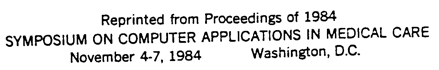 Reprinted from Proceedings of 1984
SYMPOSIUM ON COMPUTER APPLICATIONS IN MEDICAL CARE
November 4-7, 1984 Washington, D.C.